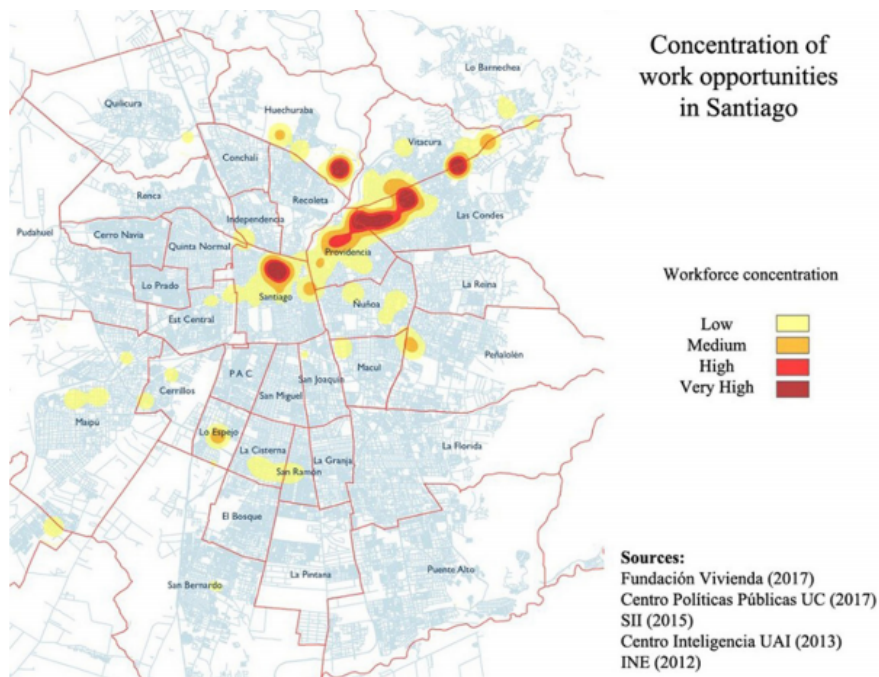 Concentration of
work opportunities
in Santiago
Lo Barnechea
Quilicura
Huechuraba
Vitacura
Conchalí
Renca
Recoleta
Independencia
Las Condes
Pudahuel
Cerro Navia
Quinta Normal
Providencia
Lo Prado
Santiago
La Reina
Ñuñoa
Est Central
Peñalolén
P A C
San Joaquín
Macul
Cerrillos
San Miguel
Maipú
Lo Espejo
La Cisterna
La Granja
San Ramón
La Florida
El Bosque
La Pintana
Puente Alto
San Bernardo
Workforce concentration
Low
Medium
High
Very High
Sources:
Fundación Vivienda (2017)
Centro Políticas Públicas UC (2017)
SII (2015)
Centro Inteligencia UAI (2013)
INE (2012)